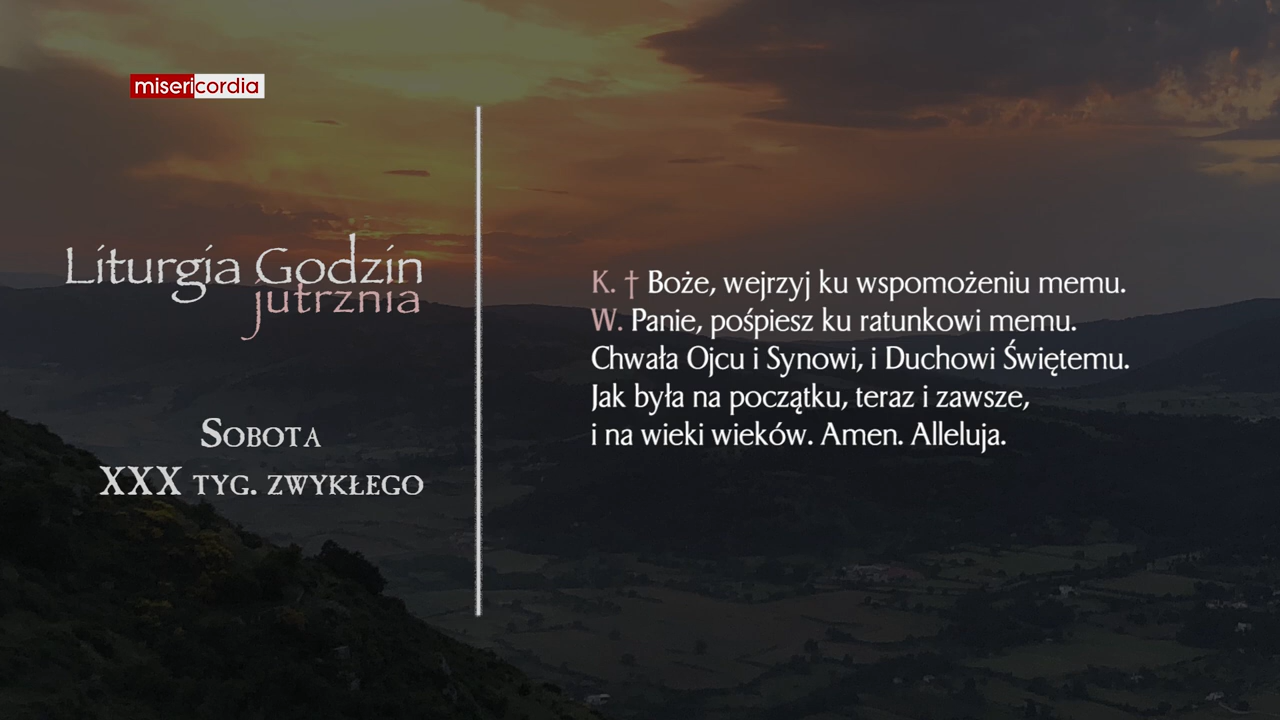 misericordia
Liturgia Godzin
jutrznia
Sobota
XXX tyg. zwykłego
K. † Boże, wejrzyj ku wspomożeniu memu.
W. Panie, pośpiesz ku ratunkowi memu.
Chwała Ojcu i Synowi, i Duchowi Świętemu.
Jak była na początku, teraz i zawsze,
i na wieki wieków. Amen. Alleluja.